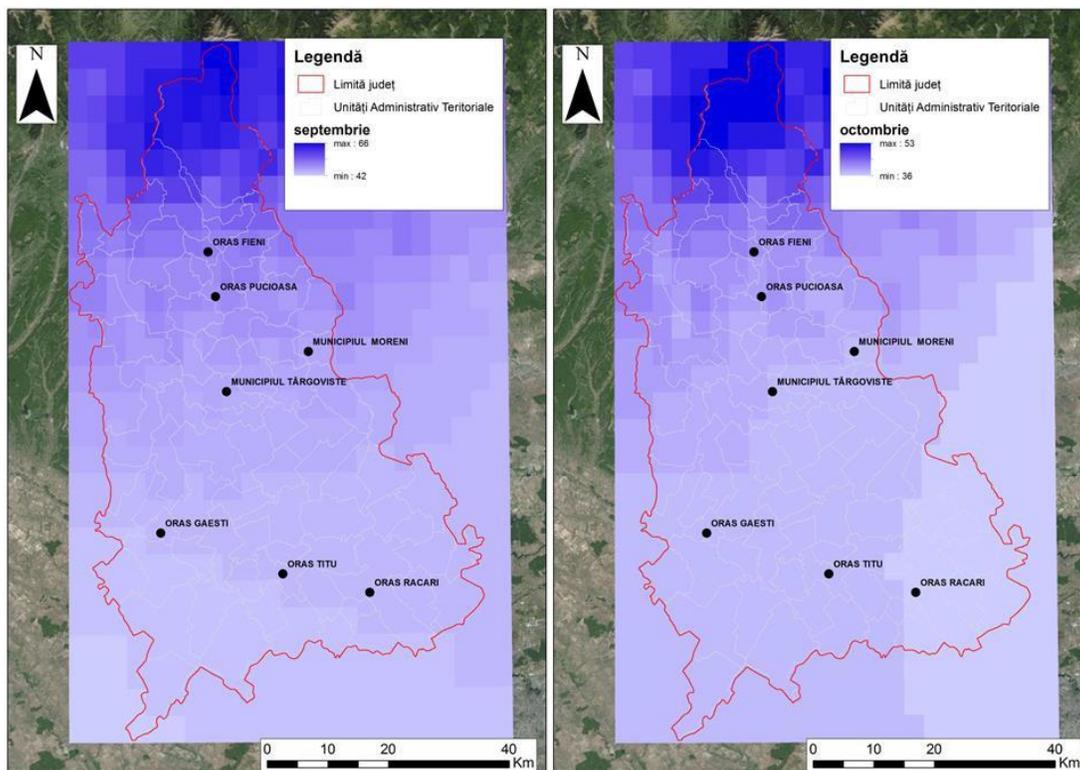 N
Legendă
Limită județ
Unități Administrativ Teritoriale
septembrie
max : 66
min : 42
ORAS FIENI
ORAS PUCIOASA
MUNICIPIUL MORENI
MUNICIPIUL TÂRGOVISTE
ORAS GAESTI
ORAS TITU
ORAS RACARI
0 10 20 40
Km
N
Legendă
Limită județ
Unități Administrativ Teritoriale
octombrie
max : 53
min : 36
ORAS FIENI
ORAS PUCIOASA
MUNICIPIUL MORENI
MUNICIPIUL TÂRGOVISTE
ORAS GAESTI
ORAS TITU
ORAS RACARI
0 10 20 40
Km